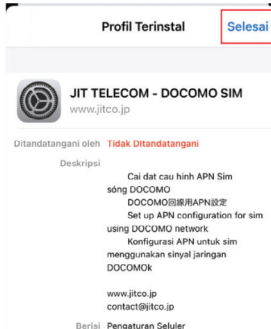 Profil Terinstal
Selesai
JIT TELECOM - DOCOMO SIM
www.jitco.jp
Ditandatangani oleh Tidak DItandatangani
Deskripsi
Cai dat cau hinh APN Sim
sóng DOCOMO
DOCOMO回線用APN設定
Set up APN configuration for sim
using DOCOMO network
Konfigurasi APN untuk sim
menggunakan sinyal jaringan
DOCOMOk
www.jitco.jp
contact@jitco.jp
Berisi Pengaturan Seluler